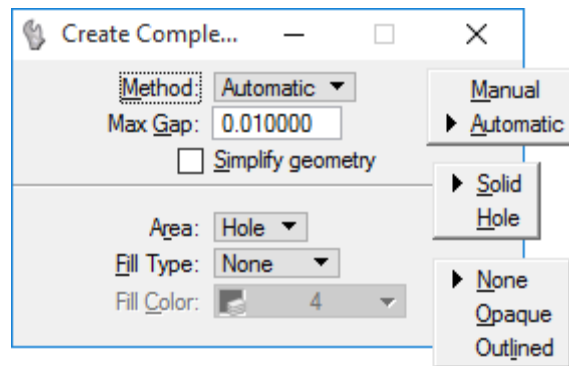 Create Comple...
Method: Automatic
Max Gap: 0.010000
Simplify geometry
Area: Hole
Fill Type: None
Fill Color: 4
Manual
Automatic
Solid
Hole
None
Opaque
Outlined